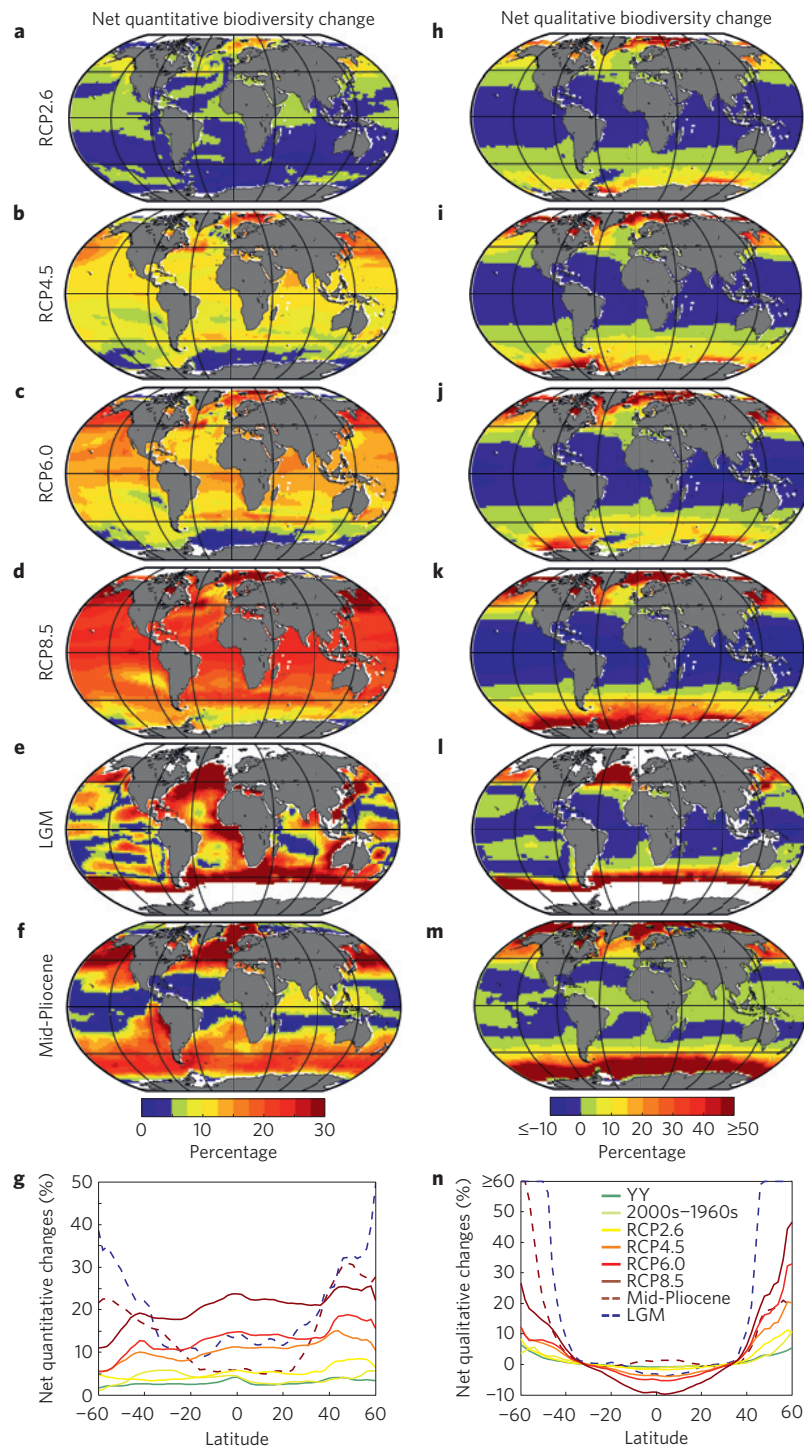 Net quantitative biodiversity change
Net qualitative biodiversity change
a
RCP2.6
h
b
RCP4.5
i
c
RCP6.0
j
d
RCP8.5
k
e
LGM
l
f
Mid-Pliocene
m
0 10 20 30
Percentage
≤−10 0 10 20 30 40 ≥50
Percentage
g
Net quantitative changes (%)
50
40
30
20
10
0
−60 −40 −20 0 20 40 60
Latitude
n
Net qualitative changes (%)
≥60
50
40
30
20
10
0
−10
YY
2000s−1960s
RCP2.6
RCP4.5
RCP6.0
RCP8.5
Mid-Pliocene
LGM
−60 −40 −20 0 20 40 60
Latitude